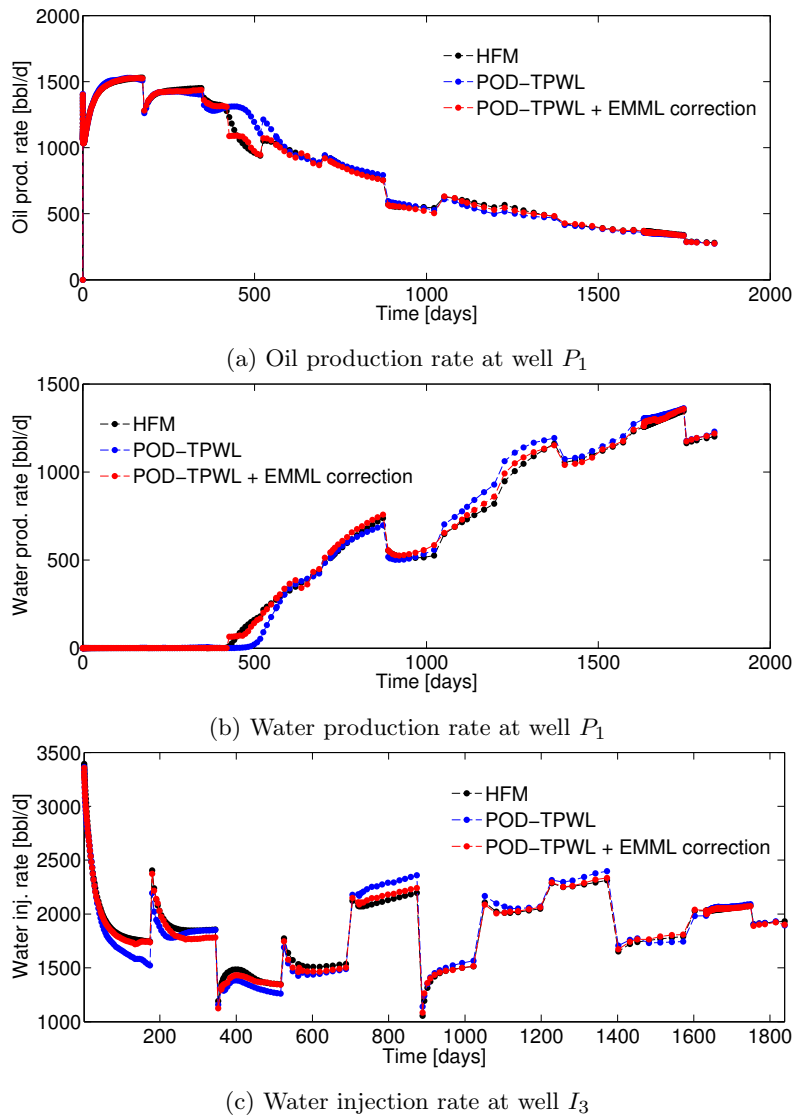 2000
1500
1000
500
0
Oil prod. rate [bbl/d]
HFM
POD−TPWL
POD−TPWL + EMML correction
0 500 1000 1500 2000
Time [days]
(a) Oil production rate at well P1
1500
1000
500
0
Water prod. rate [bbl/d]
HFM
POD−TPWL
POD−TPWL + EMML correction
0 500 1000 1500 2000
Time [days]
(b) Water production rate at well P1
3500
3000
2500
2000
1500
1000
Water inj. rate [bbl/d]
HFM
POD−TPWL
POD−TPWL + EMML correction
200 400 600 800 1000 1200 1400 1600 1800
Time [days]
(c) Water injection rate at well I3